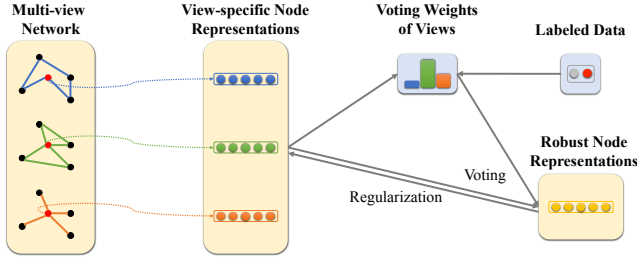 Multi-view
Network
View-specific Node
Representations
Voting Weights
of Views
Labeled Data
Robust Node
Representations
Voting
Regularization